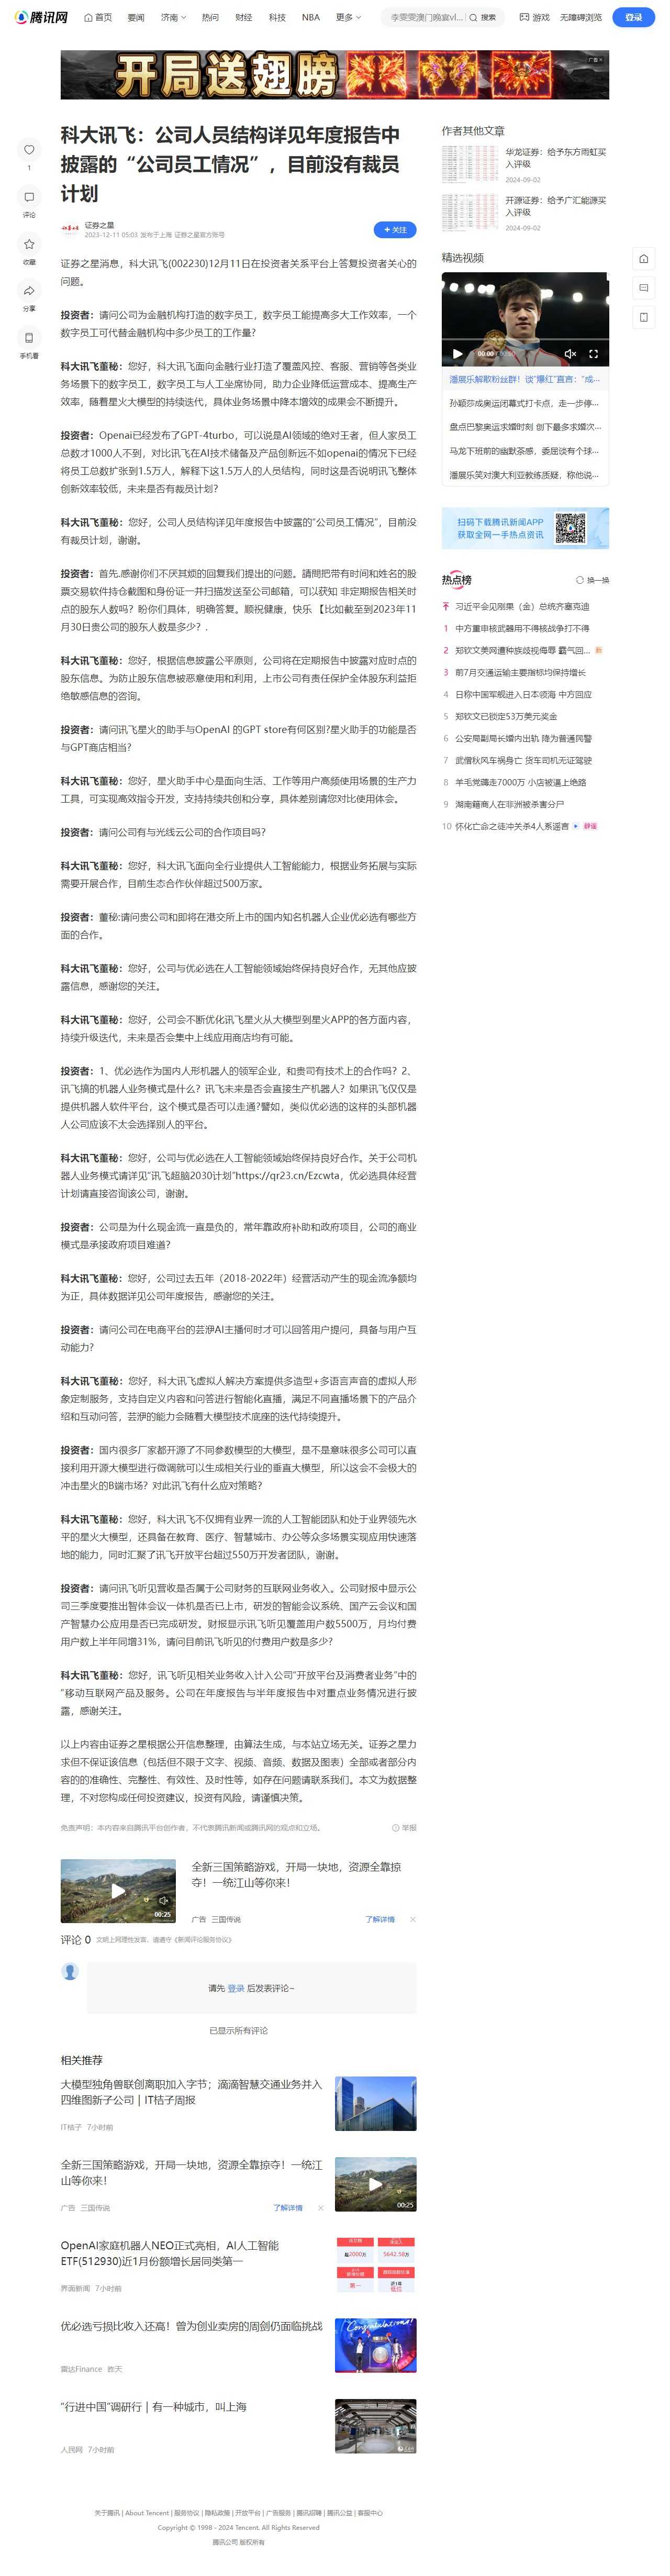 腾讯网
首页
要闻
济南
热问
财经
科技
NBA
更多
李雯雯澳门晚宴vl...
搜索
游戏
无障碍浏览
登录
开局送翅膀
广告
科大讯飞：公司人员结构详见年度报告中
披露的“公司员工情况”，目前没有裁员
计划
1
评论
收藏
分享
手机看
证券之星
2023-12-11 05:03 发布于上海 证券之星官方账号
+ 关注
证券之星消息，科大讯飞(002230)12月11日在投资者关系平台上答复投资者关心的
问题。
投资者：请问公司为金融机构打造的数字员工，数字员工能提高多大工作效率，一个
数字员工可代替金融机构中多少员工的工作量?
科大讯飞董秘：您好，科大讯飞面向金融行业打造了覆盖风控、客服、营销等各类业
务场景下的数字员工，数字员工与人工坐席协同，助力企业降低运营成本、提高生产
效率，随着星火大模型的持续迭代，具体业务场景中降本增效的成果会不断提升。
投资者：Openai已经发布了GPT-4turbo，可以说是AI领域的绝对王者，但人家员工
总数才1000人不到，对比讯飞在AI技术储备及产品创新远不如openai的情况下已经
将员工总数扩张到1.5万人，解释下这1.5万人的人员结构，同时这是否说明讯飞整体
创新效率较低，未来是否有裁员计划？
科大讯飞董秘：您好，公司人员结构详见年度报告中披露的“公司员工情况”，目前没
有裁员计划，谢谢。
投资者：首先.感谢你们不厌其烦的回复我们提出的问题。請問把带有时间和姓名的股
票交易软件持仓截图和身份证一并扫描发送至公司邮箱，可以获知 非定期报告相关时
点的股东人数吗？盼你们具体，明确答复。顺祝健康，快乐【比如截至到2023年11
月30日贵公司的股东人数是多少？.
科大讯飞董秘：您好，根据信息披露公平原则，公司将在定期报告中披露对应时点的
股东信息。为防止股东信息被恶意使用和利用，上市公司有责任保护全体股东利益拒
绝敏感信息的咨询。
投资者：请问讯飞星火的助手与OpenAI 的GPT store有何区别?星火助手的功能是否
与GPT商店相当?
科大讯飞董秘：您好，星火助手中心是面向生活、工作等用户高频使用场景的生产力
工具，可实现高效指令开发，支持持续共创和分享，具体差别请您对比使用体会。
投资者：请问公司有与光线云公司的合作项目吗？
科大讯飞董秘：您好，科大讯飞面向全行业提供人工智能能力，根据业务拓展与实际
需要开展合作，目前生态合作伙伴超过500万家。
投资者：董秘:请问贵公司和即将在港交所上市的国内知名机器人企业优必选有哪些方
面的合作。
科大讯飞董秘：您好，公司与优必选在人工智能领域始终保持良好合作，无其他应披
露信息，感谢您的关注。
科大讯飞董秘：您好，公司会不断优化讯飞星火从大模型到星火APP的各方面内容，
持续升级迭代，未来是否会集中上线应用商店均有可能。
投资者：1、优必选作为国内人形机器人的领军企业，和贵司有技术上的合作吗？2、
讯飞搞的机器人业务模式是什么？讯飞未来是否会直接生产机器人？如果讯飞仅仅是
提供机器人软件平台，这个模式是否可以走通?譬如，类似优必选的这样的头部机器
人公司应该不太会选择别人的平台。
科大讯飞董秘：您好，公司与优必选在人工智能领域始终保持良好合作。关于公司机
器人业务模式请详见“讯飞超脑2030计划”https://qr23.cn/Ezcwta，优必选具体经营
计划请直接咨询该公司，谢谢。
投资者：公司是为什么现金流一直是负的，常年靠政府补助和政府项目，公司的商业
模式是承接政府项目难道？
科大讯飞董秘：您好，公司过去五年（2018-2022年）经营活动产生的现金流净额均
为正，具体数据详见公司年度报告，感谢您的关注。
投资者：请问公司在电商平台的芸浵AI主播何时才可以回答用户提问，具备与用户互
动能力?
科大讯飞董秘：您好，科大讯飞虚拟人解决方案提供多造型+多语言声音的虚拟人形
象定制服务，支持自定义内容和问答进行智能化直播，满足不同直播场景下的产品介
绍和互动问答，芸浵的能力会随着大模型技术底座的迭代持续提升。
投资者：国内很多厂家都开源了不同参数模型的大模型，是不是意味很多公司可以直
接利用开源大模型进行微调就可以生成相关行业的垂直大模型，所以这会不会极大的
冲击星火的B端市场？对此讯飞有什么应对策略？
科大讯飞董秘：您好，科大讯飞不仅拥有业界一流的人工智能团队和处于业界领先水
平的星火大模型，还具备在教育、医疗、智慧城市、办公等众多场景实现应用快速落
地的能力，同时汇聚了讯飞开放平台超过550万开发者团队，谢谢。
投资者：请问讯飞听见营收是否属于公司财务的互联网业务收入。公司财报中显示公
司三季度要推出智体会议一体机是否已上市，研发的智能会议系统、国产云会议和国
产智慧办公应用是否已完成研发。财报显示讯飞听见覆盖用户数5500万，月均付费
用户数上半年同增31%，请问目前讯飞听见的付费用户数是多少?
科大讯飞董秘：您好，讯飞听见相关业务收入计入公司“开放平台及消费者业务”中的
“移动互联网产品及服务。公司在年度报告与半年度报告中对重点业务情况进行披
露，感谢关注。
以上内容由证券之星根据公开信息整理，由算法生成，与本站立场无关。证券之星力
求但不保证该信息（包括但不限于文字、视频、音频、数据及图表）全部或者部分内
容的的准确性、完整性、有效性、及时性等，如存在问题请联系我们。本文为数据整
理，不对您构成任何投资建议，投资有风险，请谨慎决策。
免责声明：本内容来自腾讯平台创作者，不代表腾讯新闻或腾讯网的观点和立场。
举报
00:25
全新三国策略游戏，开局一块地，资源全靠掠
夺！一统江山等你来！
广告 三国传说
了解详情
评论 0 文明上网理性发言，请遵守《新闻评论服务协议》
请先 登录 后发表评论~
已显示所有评论
相关推荐
大模型独角兽联创离职加入字节；滴滴智慧交通业务并入
四维图新子公司｜IT桔子周报
IT桔子 7小时前
全新三国策略游戏，开局一块地，资源全靠掠夺！一统江
山等你来！
广告 三国传说
了解详情
00:25
OpenAI家庭机器人NEO正式亮相，AI人工智能
ETF(512930)近1月份额增长居同类第一
界面新闻 7小时前
超2000万
5642.58万
第一
近1年
低位
优必选亏损比收入还高！曾为创业卖房的周剑仍面临挑战
雷达Finance 昨天
Congratulations!
“行进中国”调研行｜有一种城市，叫上海
人民网 7小时前
作者其他文章
华龙证券：给予东方雨虹买
入评级
2024-09-02
开源证券：给予广汇能源买
入评级
2024-09-02
精选视频
00:00
潘展乐解散粉丝群！谈“爆红”直言：“成...
孙颖莎成奥运闭幕式打卡点，走一步停...
盘点巴黎奥运求婚时刻 创下最多求婚次...
马龙下班前的幽默茶感，委屈谈有个球...
潘展乐笑对澳大利亚教练质疑，称他说...
扫码下载腾讯新闻APP
获取全网一手热点资讯
热点榜
换一换
习近平会见刚果（金）总统齐塞克迪
1 中方重申核武器用不得核战争打不得
2 郑钦文美网遭种族歧视侮辱 霸气回... 新
3 前7月交通运输主要指标均保持增长
4 日称中国军舰进入日本领海 中方回应
5 郑钦文已锁定53万美元奖金
6 公安局副局长婚内出轨 降为普通民警
7 武僧秋风车祸身亡 货车司机无证驾驶
8 羊毛党薅走7000万 小店被逼上绝路
9 湖南籍商人在非洲被杀害分尸
10 怀化亡命之徒冲关杀4人系谣言 辟谣
关于腾讯 | About Tencent | 服务协议 | 隐私政策 | 开放平台 | 广告服务 | 腾讯招聘 | 腾讯公益 | 客服中心
Copyright © 1998 - 2024 Tencent. All Rights Reserved
腾讯公司 版权所有